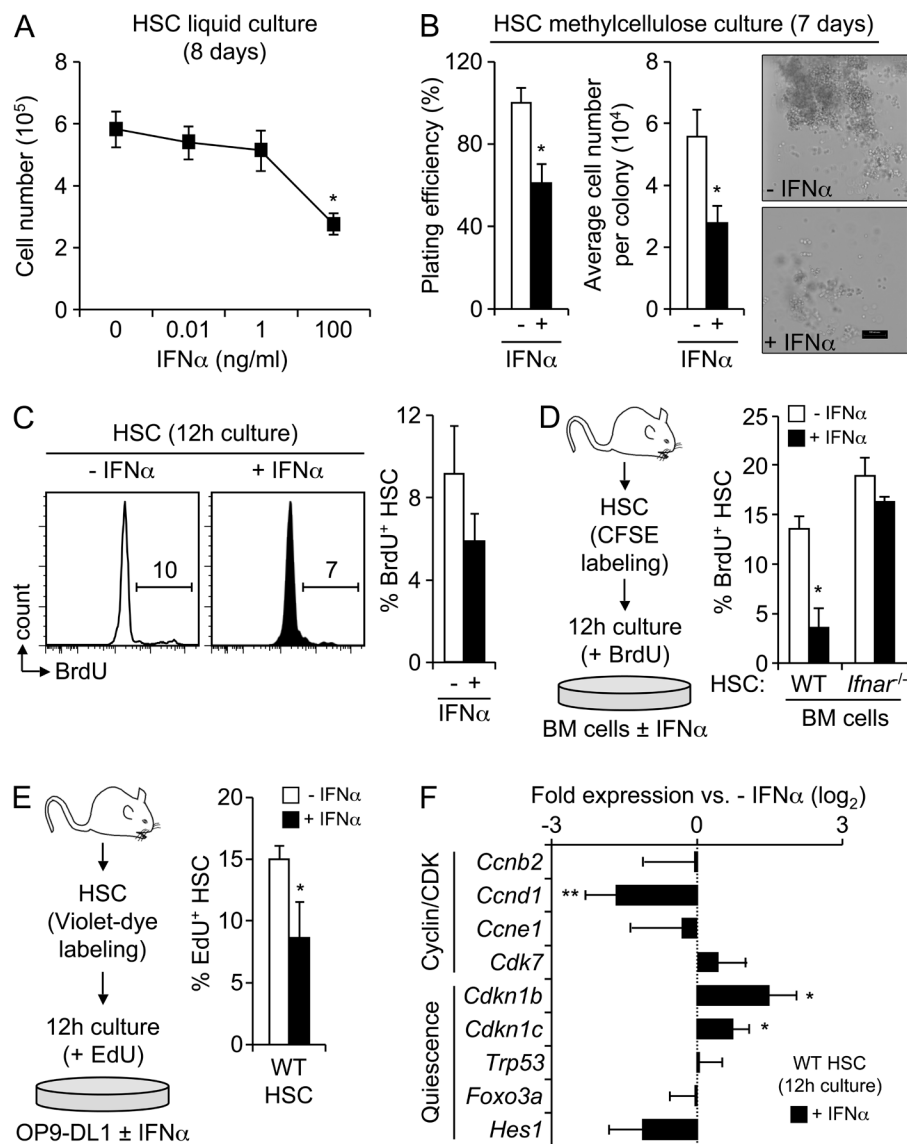 A
HSC liquid culture
(8 days)
Cell number (10⁵)
8
6
4
2
0
*
0 0.01 1 100
IFNα (ng/ml)
B
HSC methylcellulose culture (7 days)
Plating efficiency (%)
120
80
40
0
*
- +
IFNα
Average cell number
per colony (10⁴)
8
6
4
2
0
*
- +
IFNα
- IFNα
+ IFNα
C
HSC (12h culture)
- IFNα
+ IFNα
10
7
count
BrdU
% BrdU⁺ HSC
12
8
4
0
- +
IFNα
D
HSC
(CFSE
labeling)
12h culture
(+ BrdU)
BM cells ± IFNα
% BrdU⁺ HSC
25
20
15
10
5
0
- IFNα
+ IFNα
*
HSC: WT Ifnar⁻/⁻
BM cells
E
HSC
(Violet-dye
labeling)
12h culture
(+ EdU)
OP9-DL1 ± IFNα
% EdU⁺ HSC
20
15
10
5
0
- IFNα
+ IFNα
*
WT
HSC
F
Fold expression vs. - IFNα (log₂)
-3 0 3
Cyclin/CDK
Ccnb2
Ccnd1
**
Ccne1
Cdk7
Quiescence
Cdkn1b
*
Cdkn1c
*
Trp53
Foxo3a
Hes1
WT HSC
(12h culture)
+ IFNα